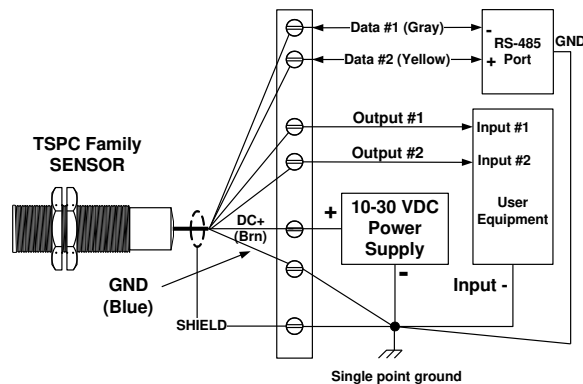 Data #1 (Gray)
-
RS-485
Port
GND
Data #2 (Yellow)
+
TSPC Family
SENSOR
Output #1
Input #1
Output #2
Input #2
User
Equipment
DC+
(Brn)
+
10-30 VDC
Power
Supply
-
Input -
GND
(Blue)
SHIELD
Single point ground